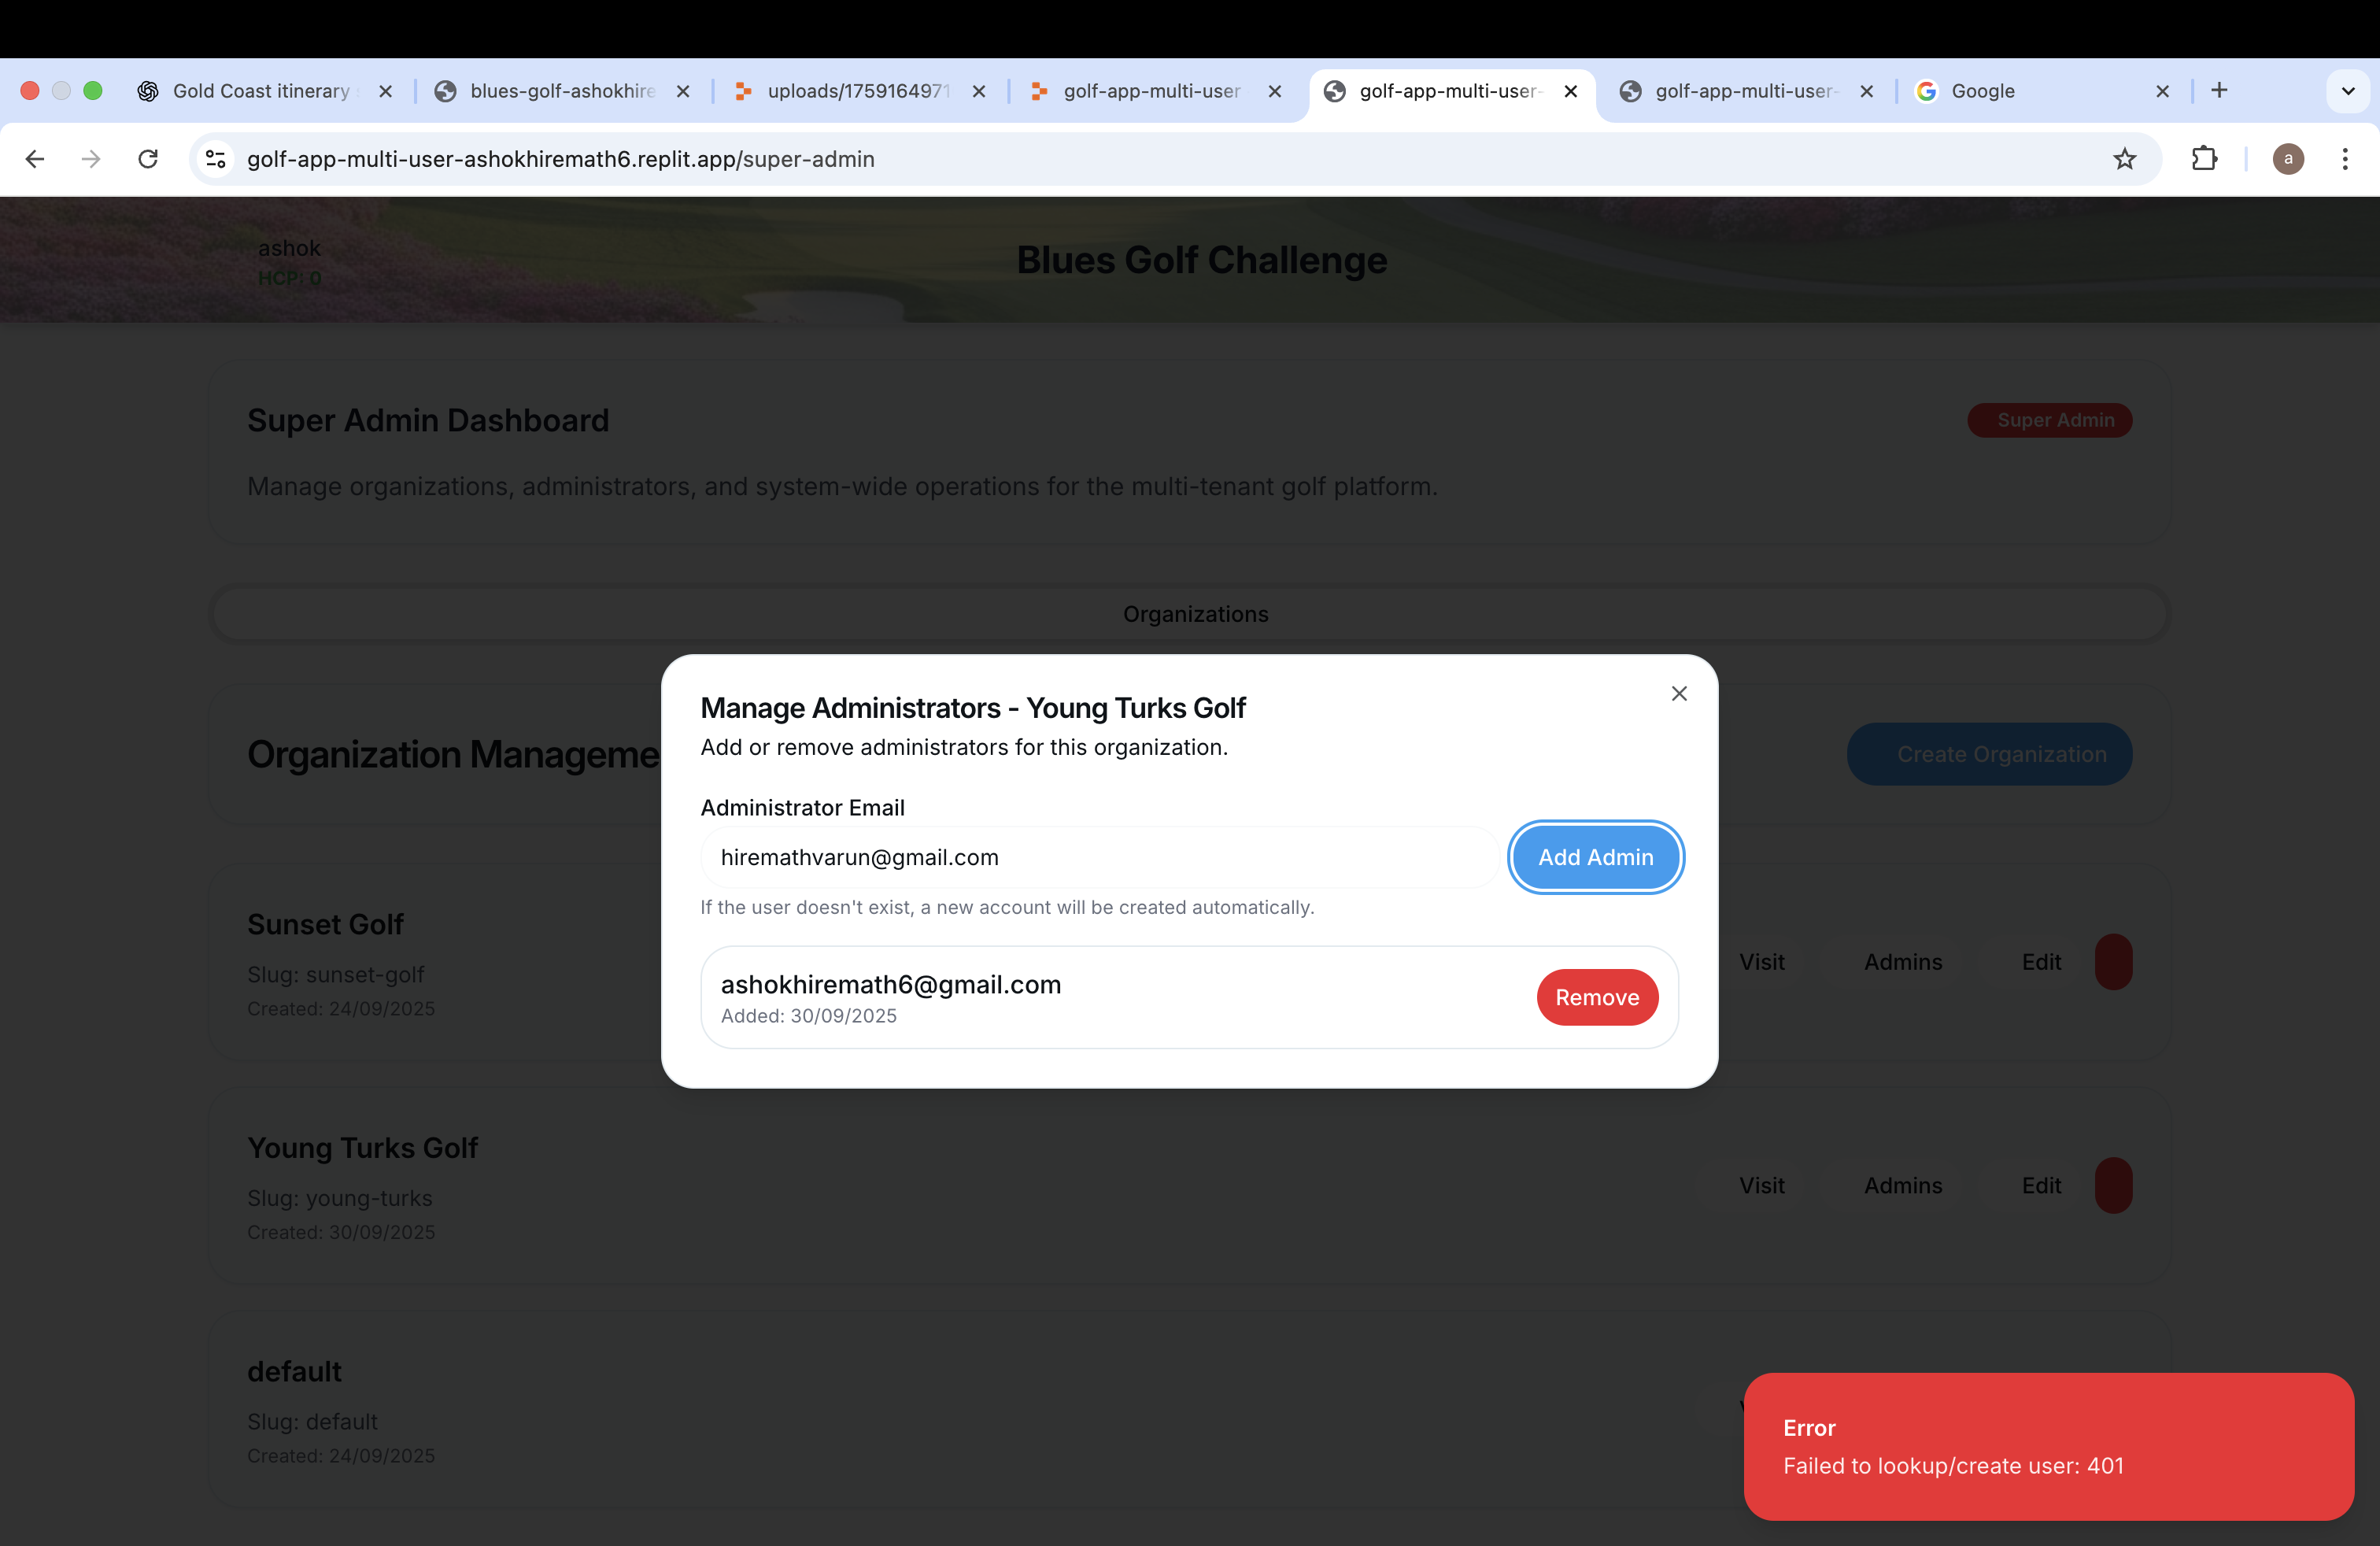 Gold Coast itinerary
blues-golf-ashokhire
uploads/1759164971
golf-app-multi-user
golf-app-multi-user-
golf-app-multi-user-
Google
golf-app-multi-user-ashokhiremath6.replit.app/super-admin
a
ashok
HCP: 0
Blues Golf Challenge
Super Admin Dashboard
Super Admin
Manage organizations, administrators, and system-wide operations for the multi-tenant golf platform.
Organizations
Organization Manageme
Create Organization
Manage Administrators - Young Turks Golf
Add or remove administrators for this organization.
Administrator Email
hiremathvarun@gmail.com
Add Admin
If the user doesn't exist, a new account will be created automatically.
ashokhiremath6@gmail.com
Added: 30/09/2025
Remove
Sunset Golf
Slug: sunset-golf
Created: 24/09/2025
Visit
Admins
Edit
Young Turks Golf
Slug: young-turks
Created: 30/09/2025
Visit
Admins
Edit
default
Slug: default
Created: 24/09/2025
Error
Failed to lookup/create user: 401